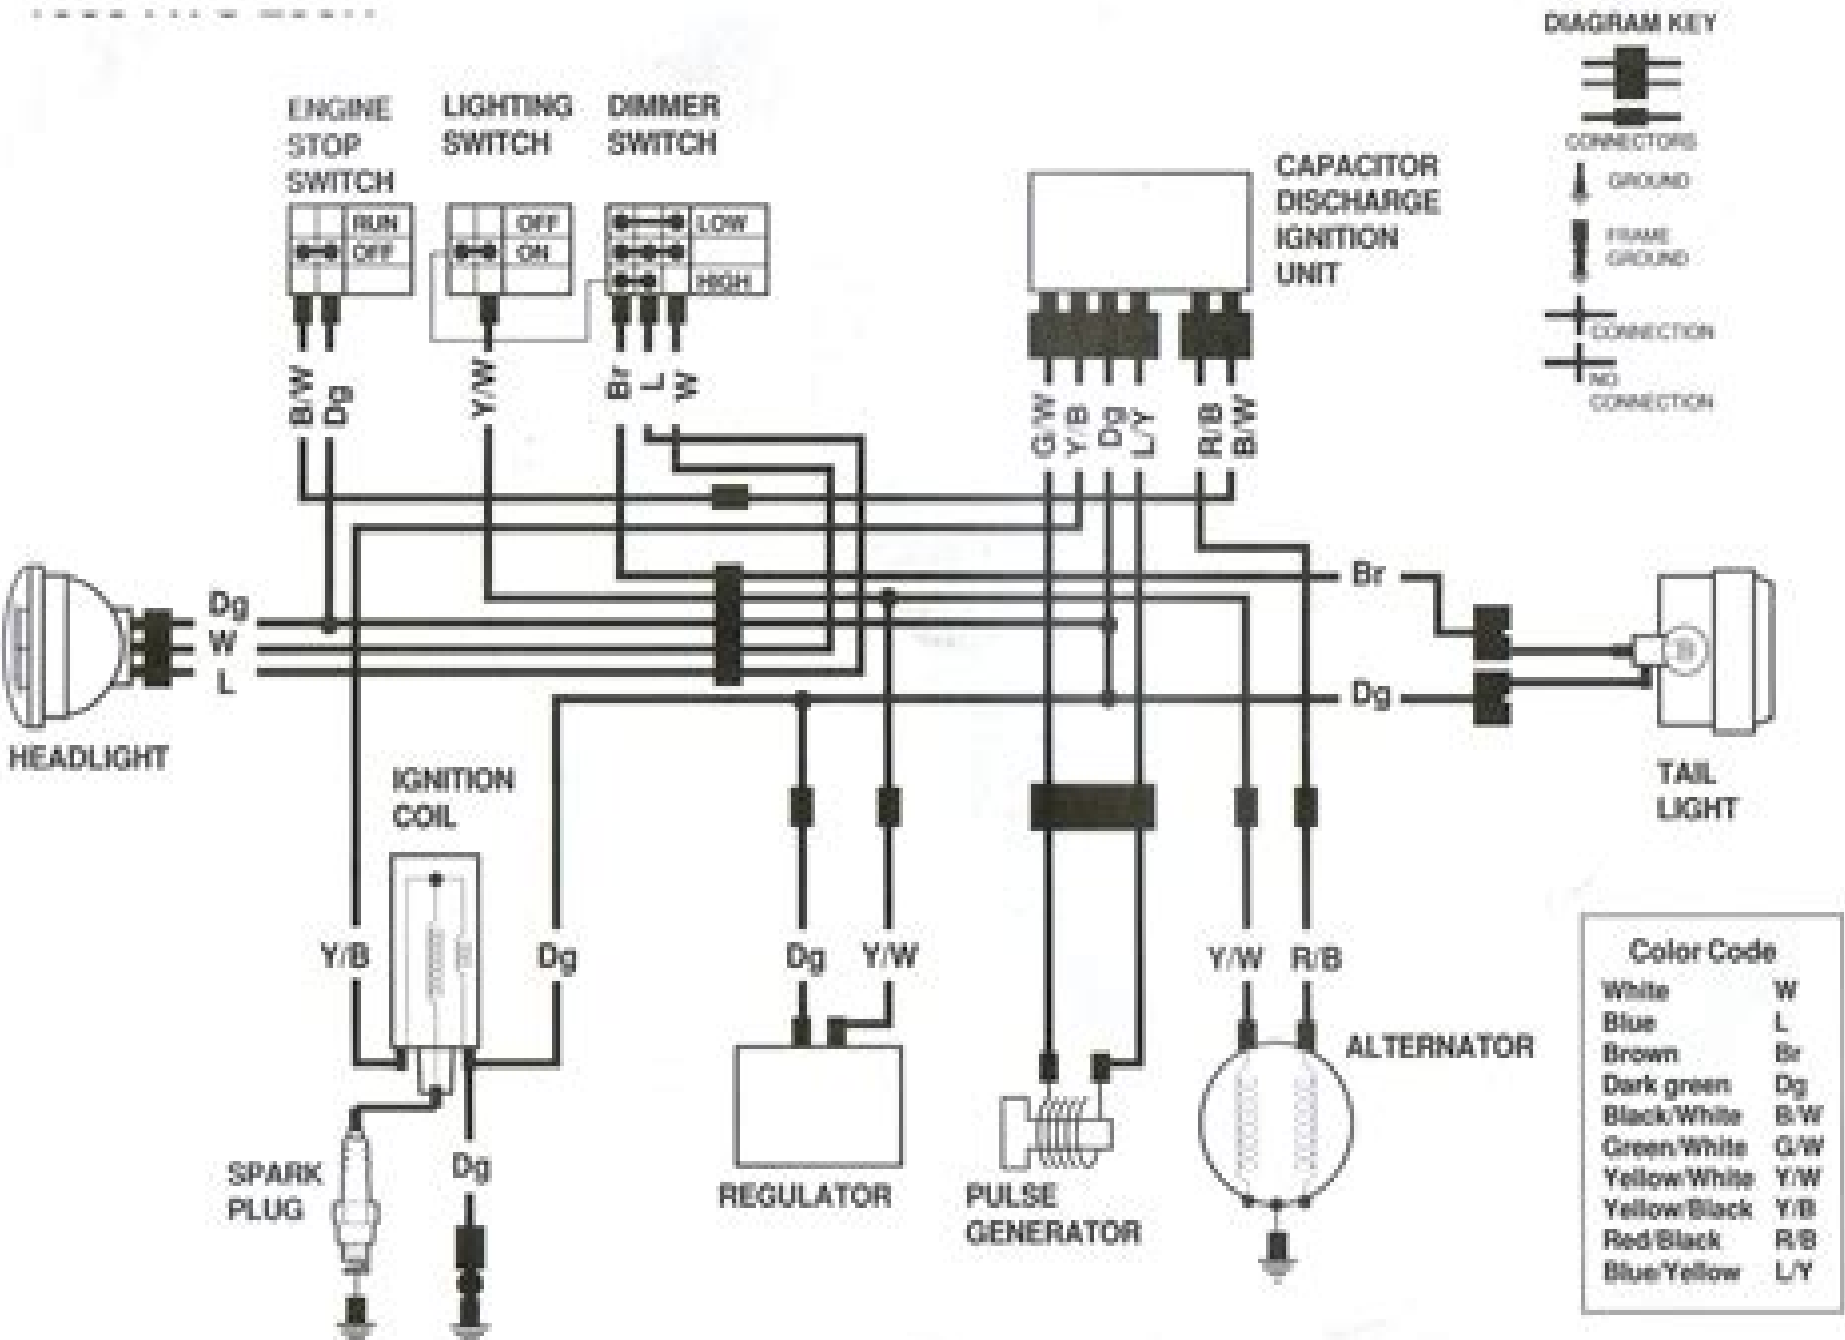 DIAGRAM KEY
CONNECTORS
GROUND
FRAME
GROUND
CONNECTION
NO
CONNECTION
ENGINE
STOP
SWITCH
RUN
OFF
LIGHTING
SWITCH
OFF
ON
DIMMER
SWITCH
LOW
HIGH
CAPACITOR
DISCHARGE
IGNITION
UNIT
B/W
Dg
Y/W
Br
L
W
G/W
Y/B
Dg
L/Y
R/B
B/W
Dg
W
L
HEADLIGHT
Br
Dg
TAIL
LIGHT
IGNITION
COIL
Y/B
Dg
Dg
Y/W
Y/W
R/B
ALTERNATOR
SPARK
PLUG
Dg
REGULATOR
PULSE
GENERATOR
Color Code
White W
Blue L
Brown Br
Dark green Dg
Black/White B/W
Green/White G/W
Yellow/White Y/W
Yellow/Black Y/B
Red/Black R/B
Blue/Yellow L/Y